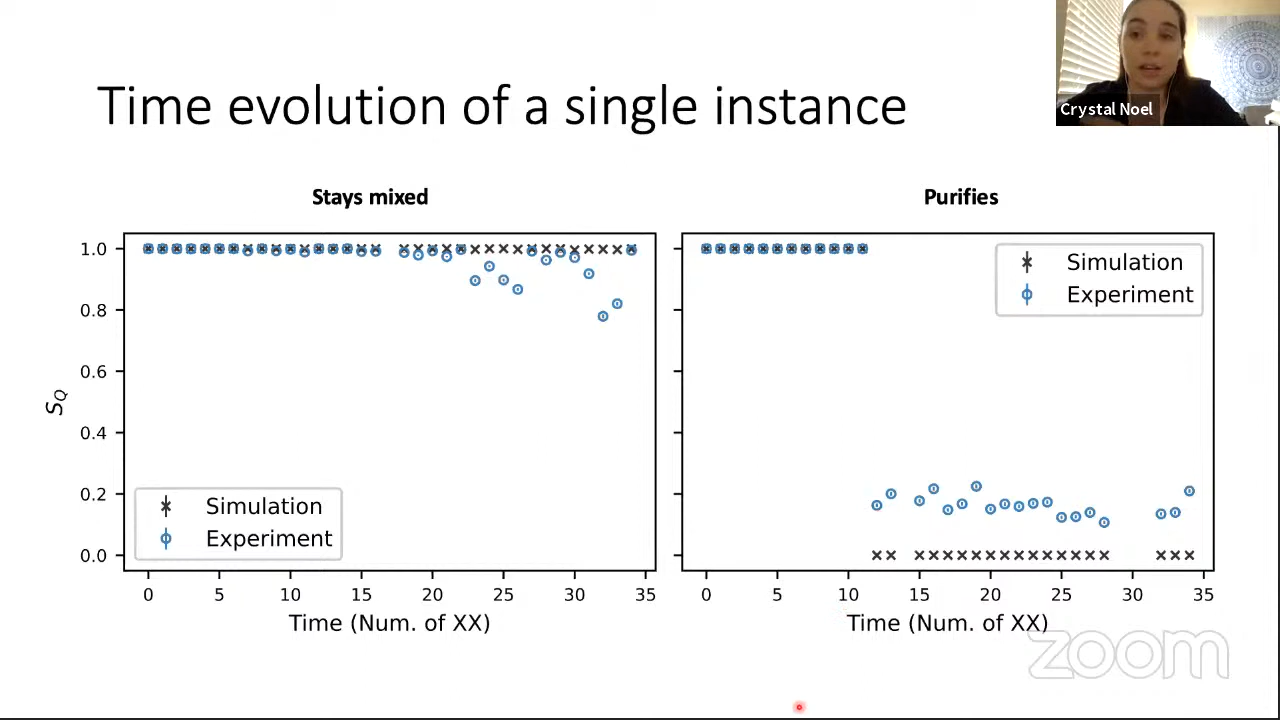 Time evolution of a single instance
Crystal Noel
Stays mixed
Purifies
1.0
0.8
0.6
0.4
0.2
0.0
S_Q
Simulation
Experiment
0 5 10 15 20 25 30 35
Time (Num. of XX)
Simulation
Experiment
0 5 10 15 20 25 30 35
Time (Num. of XX)
zoom